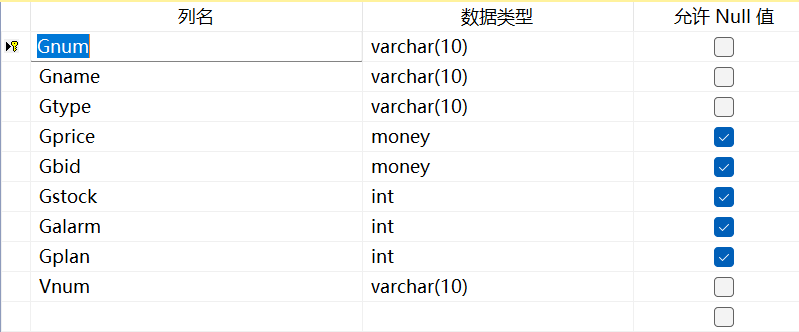 列名 数据类型 允许 Null 值
Gnum varchar(10)
Gname varchar(10)
Gtype varchar(10)
Gprice money
Gbid money
Gstock int
Galarm int
Gplan int
Vnum varchar(10)